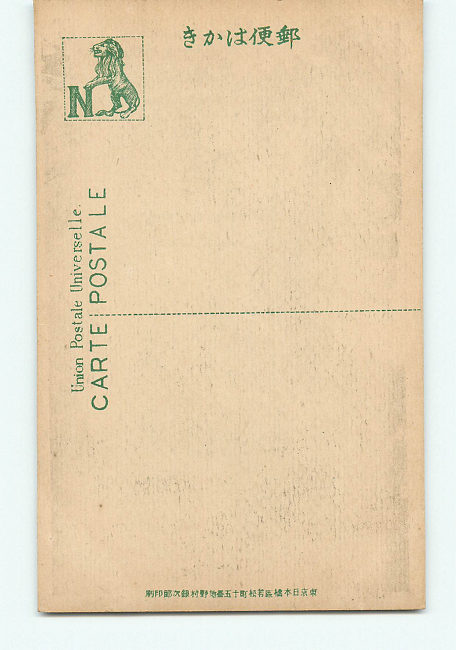 郵便はかき
N
Union Postale Universelle.
CARTE POSTALE
東京日本橋區若松町十五番地野村銀次郎印刷